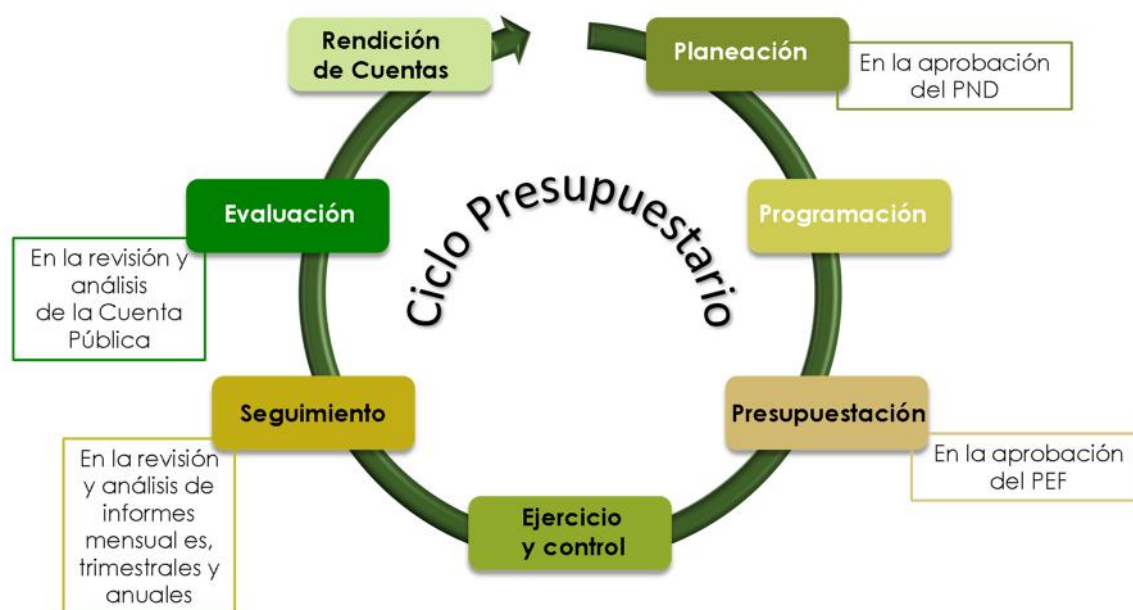 Ciclo Presupuestario
Planeación
En la aprobación
del PND
Programación
Presupuestación
En la aprobación
del PEF
Ejercicio
y control
Seguimiento
En la revisión
y análisis de
informes
mensual es,
trimestrales y
anuales
Evaluación
En la revisión y
análisis
de la Cuenta
Pública
Rendición
de Cuentas